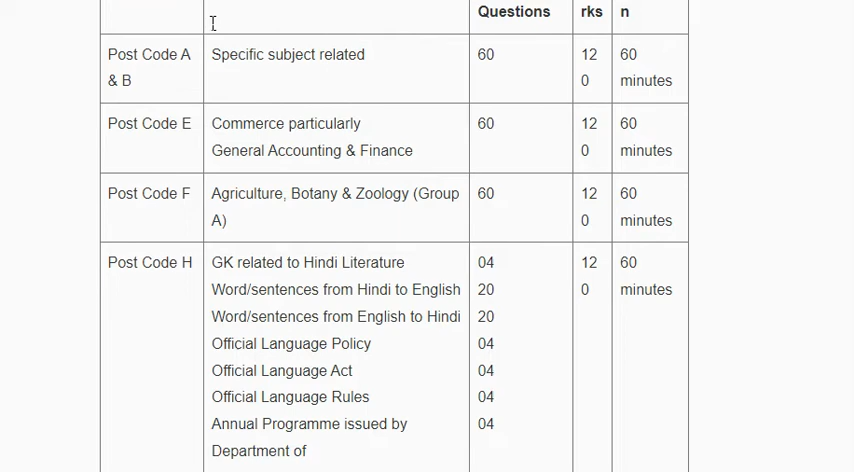 Questions rks n
Post Code A Specific subject related 60 12 60
& B 0 minutes
Post Code E Commerce particularly 60 12 60
General Accounting & Finance 0 minutes
Post Code F Agriculture, Botany & Zoology (Group 60 12 60
A) 0 minutes
Post Code H GK related to Hindi Literature 04 12 60
Word/sentences from Hindi to English 20 0 minutes
Word/sentences from English to Hindi 20
Official Language Policy 04
Official Language Act 04
Official Language Rules 04
Annual Programme issued by 04
Department of